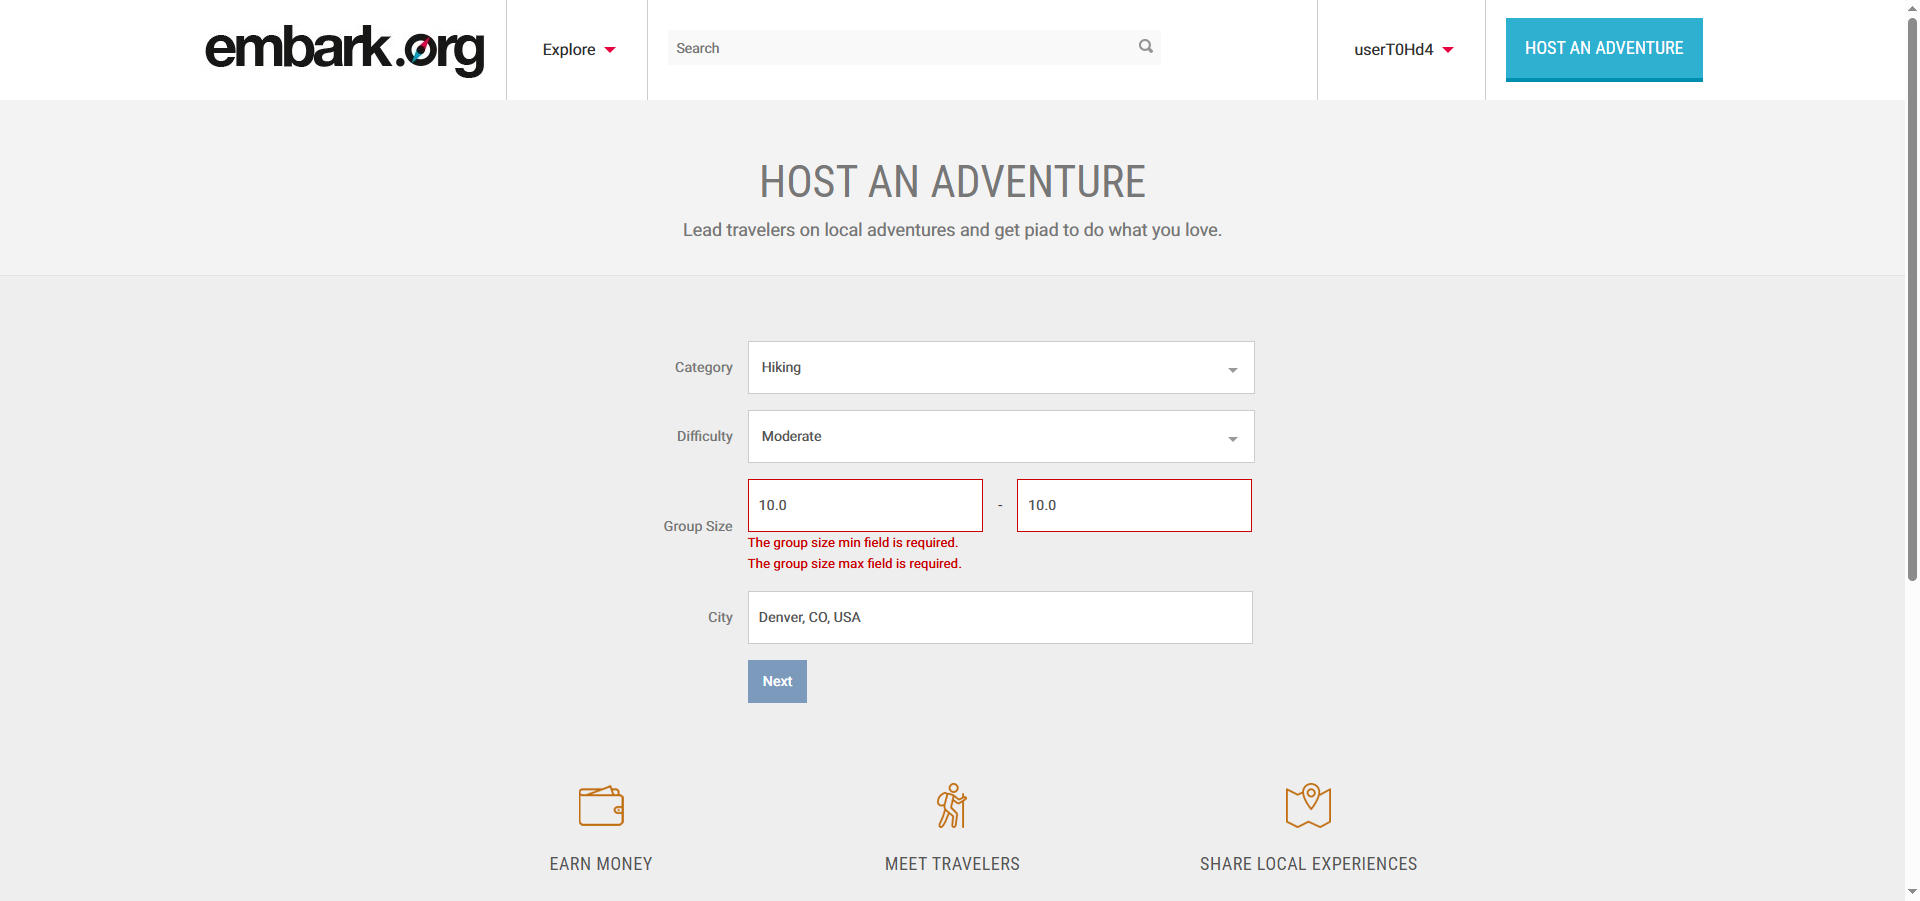 embark.org
Explore
Search
userT0Hd4
HOST AN ADVENTURE
HOST AN ADVENTURE
Lead travelers on local adventures and get piad to do what you love.
Category
Hiking
Difficulty
Moderate
Group Size
10.0 - 10.0
The group size min field is required.
The group size max field is required.
City
Denver, CO, USA
Next
EARN MONEY
MEET TRAVELERS
SHARE LOCAL EXPERIENCES